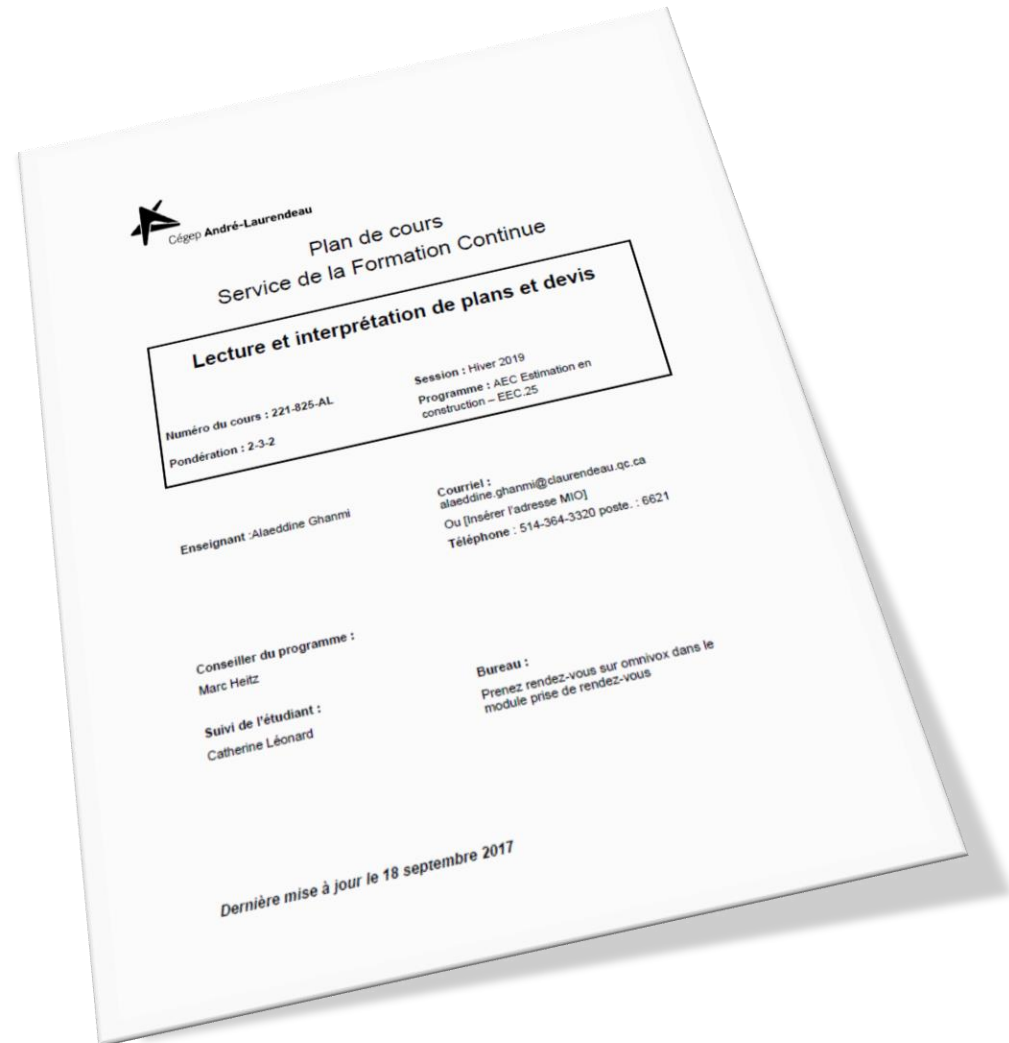 Cégep André-Laurendeau
Plan de cours
Service de la Formation Continue
Lecture et interprétation de plans et devis
Numéro du cours : 221-825-AL
Pondération : 2-3-2
Session : Hiver 2019
Programme : AEC Estimation en
construction – EEC.25
Enseignant :Alaeddine Ghanmi
Courriel :
alaeddine.ghanmi@claurendeau.qc.ca
Ou [Insérer l'adresse MIO]
Téléphone : 514-364-3320 poste. : 6621
Conseiller du programme :
Marc Heitz
Suivi de l'étudiant :
Catherine Léonard
Bureau :
Prenez rendez-vous sur omnivox dans le
module prise de rendez-vous
Dernière mise à jour le 18 septembre 2017